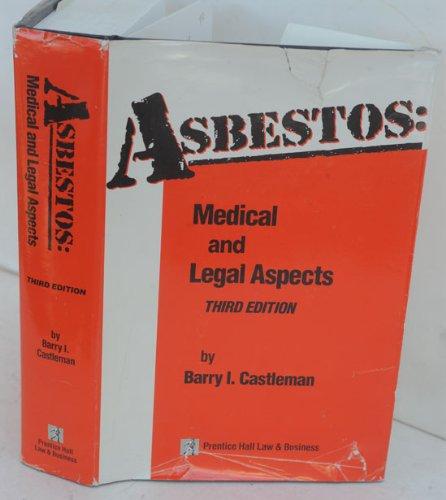 ASBESTOS:
Medical and Legal Aspects
THIRD EDITION
by
Barry I.
Castleman
Prentice Hall
Law & Business
ASBESTOS:
Medical
and
Legal Aspects
THIRD EDITION
by
Barry I. Castleman
Prentice Hall Law & Business